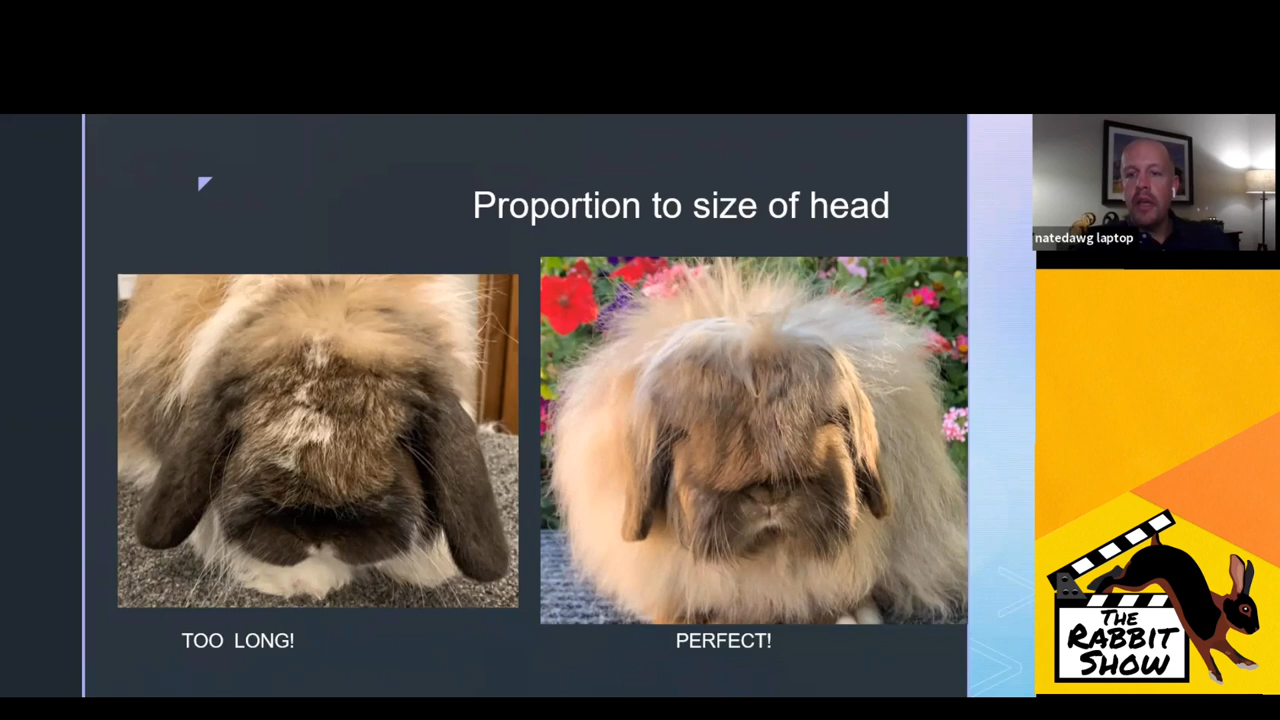 Proportion to size of head
natedawg laptop
TOO LONG!
PERFECT!
THE
RABBIT
SHOW